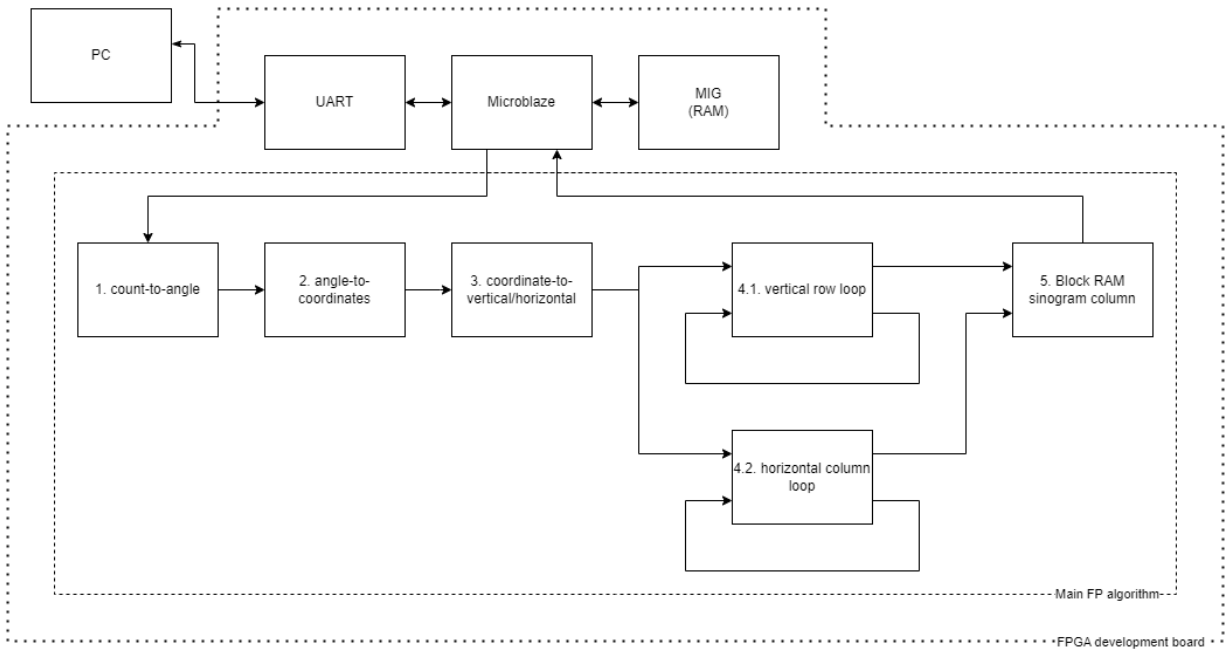 PC
UART
Microblaze
MIG
(RAM)
1. count-to-angle
2. angle-to-
coordinates
3. coordinate-to-
vertical/horizontal
4.1. vertical row loop
5. Block RAM
sinogram column
4.2. horizontal column
loop
Main FP algorithm
FPGA development board